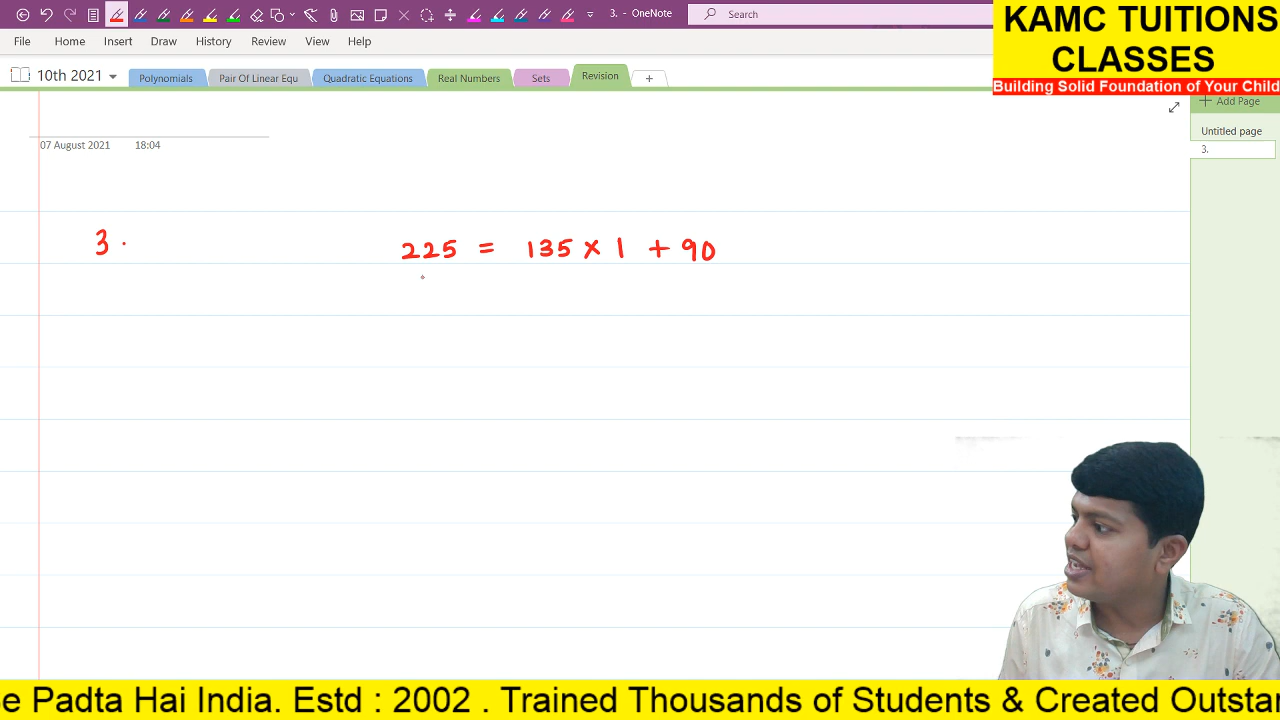 3. - OneNote
Search
KAMC TUITIONS
CLASSES
Building Solid Foundation of Your Child
File Home Insert Draw History Review View Help
10th 2021
Polynomials Pair Of Linear Equ Quadratic Equations Real Numbers Sets Revision +
Add Page
Untitled page
3.
07 August 2021 18:04
3. 225 = 135 × 1 + 90
e Padta Hai India. Estd : 2002 . Trained Thousands of Students & Created Outsta